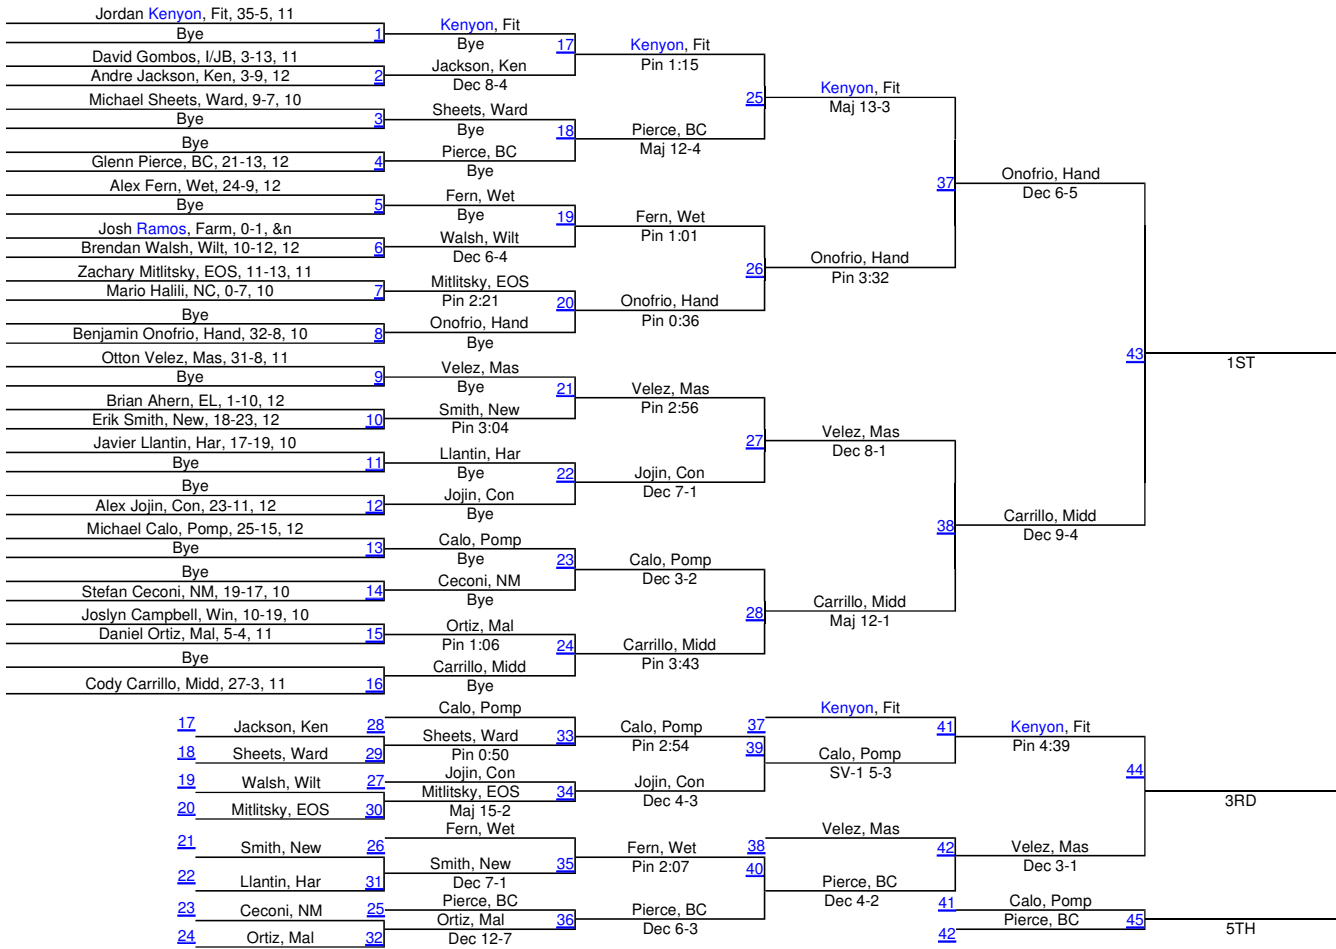 Jordan Kenyon, Fit, 35-5, 11
Bye
1
David Gombos, I/JB, 3-13, 11
Andre Jackson, Ken, 3-9, 12
2
Michael Sheets, Ward, 9-7, 10
Bye
3
Bye
Glenn Pierce, BC, 21-13, 12
4
Alex Fern, Wet, 24-9, 12
Bye
5
Josh Ramos, Farm, 0-1, &n
Brendan Walsh, Wilt, 10-12, 12
6
Zachary Mitlitsky, EOS, 11-13, 11
Mario Halili, NC, 0-7, 10
7
Bye
Benjamin Onofrio, Hand, 32-8, 10
8
Otton Velez, Mas, 31-8, 11
Bye
9
Brian Ahern, EL, 1-10, 12
Erik Smith, New, 18-23, 12
10
Javier Llantin, Har, 17-19, 10
Bye
11
Bye
Alex Jojin, Con, 23-11, 12
12
Michael Calo, Pomp, 25-15, 12
Bye
13
Bye
Stefan Ceconi, NM, 19-17, 10
14
Joslyn Campbell, Win, 10-19, 10
Daniel Ortiz, Mal, 5-4, 11
15
Bye
Cody Carrillo, Midd, 27-3, 11
16
Kenyon, Fit
Bye
17
Jackson, Ken
Dec 8-4
Sheets, Ward
Bye
18
Pierce, BC
Bye
Fern, Wet
Bye
19
Walsh, Wilt
Dec 6-4
Mitlitsky, EOS
Pin 2:21
20
Onofrio, Hand
Bye
Velez, Mas
Bye
21
Smith, New
Pin 3:04
Llantin, Har
Bye
22
Jojin, Con
Bye
Calo, Pomp
Bye
23
Ceconi, NM
Bye
Ortiz, Mal
Pin 1:06
24
Carrillo, Midd
Bye
Kenyon, Fit
Pin 1:15
25
Pierce, BC
Maj 12-4
Fern, Wet
Pin 1:01
26
Onofrio, Hand
Pin 0:36
Velez, Mas
Pin 2:56
27
Jojin, Con
Dec 7-1
Calo, Pomp
Dec 3-2
28
Carrillo, Midd
Pin 3:43
Kenyon, Fit
Maj 13-3
37
Onofrio, Hand
Pin 3:32
Velez, Mas
Dec 8-1
38
Carrillo, Midd
Maj 12-1
Onofrio, Hand
Dec 6-5
43
Carrillo, Midd
Dec 9-4
1ST
17
Jackson, Ken
18
Sheets, Ward
19
Walsh, Wilt
20
Mitlitsky, EOS
21
Smith, New
22
Llantin, Har
23
Ceconi, NM
24
Ortiz, Mal
28
Calo, Pomp
29
Sheets, Ward
Pin 0:50
33
27
Jojin, Con
30
Mitlitsky, EOS
Maj 15-2
34
26
Fern, Wet
31
Smith, New
Dec 7-1
35
25
Pierce, BC
32
Ortiz, Mal
Dec 12-7
36
Calo, Pomp
Pin 2:54
39
Jojin, Con
Dec 4-3
Fern, Wet
Pin 2:07
40
Pierce, BC
Dec 6-3
37
Kenyon, Fit
41
Calo, Pomp
SV-1 5-3
38
Velez, Mas
42
Pierce, BC
Dec 4-2
Kenyon, Fit
Pin 4:39
44
Velez, Mas
Dec 3-1
3RD
41
Calo, Pomp
42
Pierce, BC
45
5TH